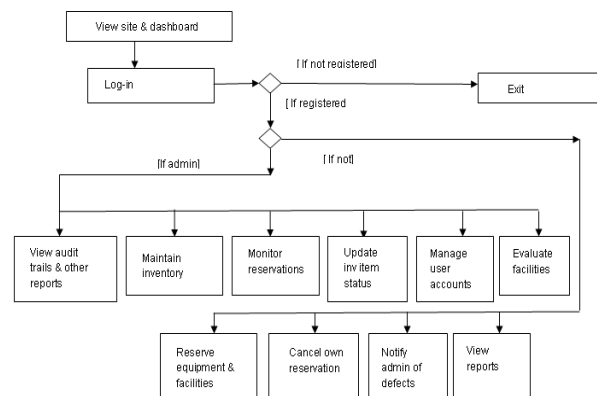 View site & dashboard
[ If not registered]
Log-in
Exit
[ If registered
[If admin]
[ If not]
View audit
trails & other
reports
Maintain
inventory
Monitor
reservations
Update
inv item
status
Manage
user
accounts
Evaluate
facilities
Reserve
equipment &
facilities
Cancel own
reservation
Notify
admin of
defects
View
reports